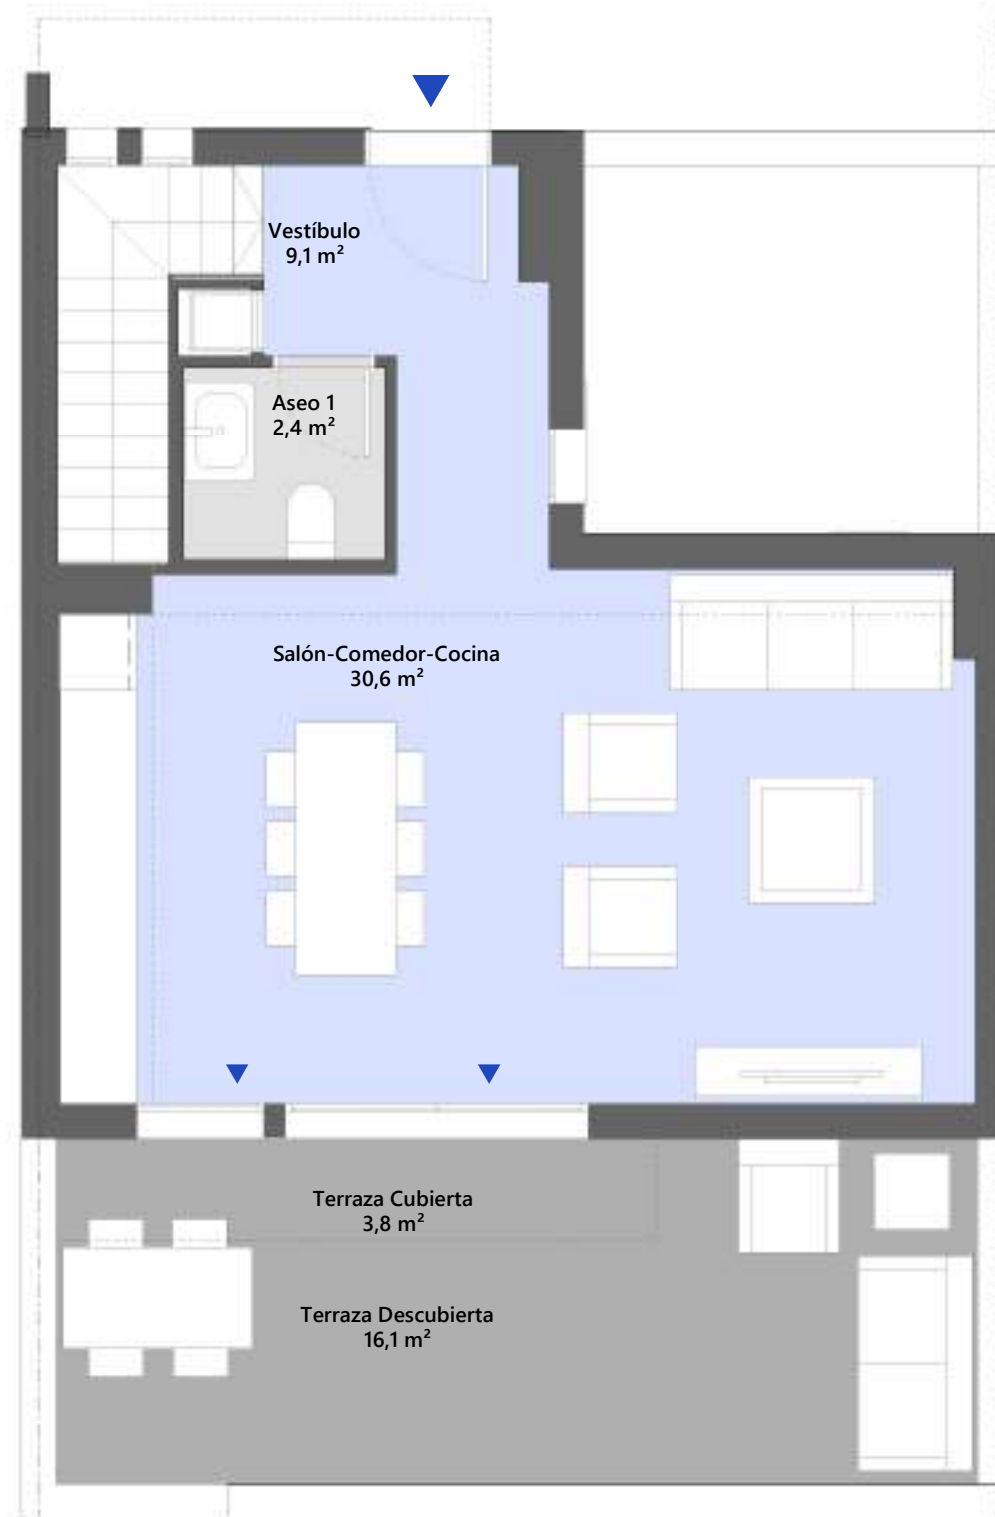 Vestíbulo
9,1 m²
Aseo 1
2,4 m²
Salón-Comedor-Cocina
30,6 m²
Terraza Cubierta
3,8 m²
Terraza Descubierta
16,1 m²